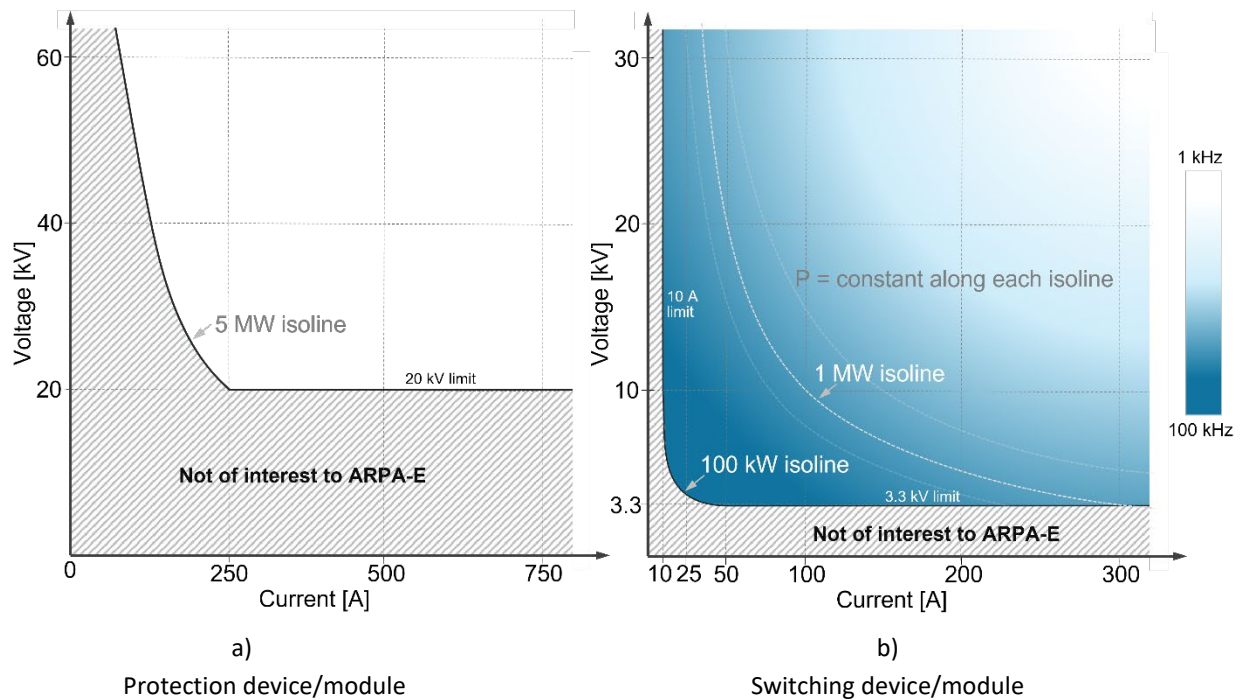 60
40
20
Voltage [kV]
5 MW isoline
20 kV limit
Not of interest to ARPA-E
0
250
500
750
Current [A]
a)
Protection device/module
30
20
10
3.3
Voltage [kV]
P = constant along each isoline
10 A
limit
1 MW isoline
100 kW isoline
3.3 kV limit
Not of interest to ARPA-E
10
25
50
100
200
300
Current [A]
1 kHz
100 kHz
b)
Switching device/module